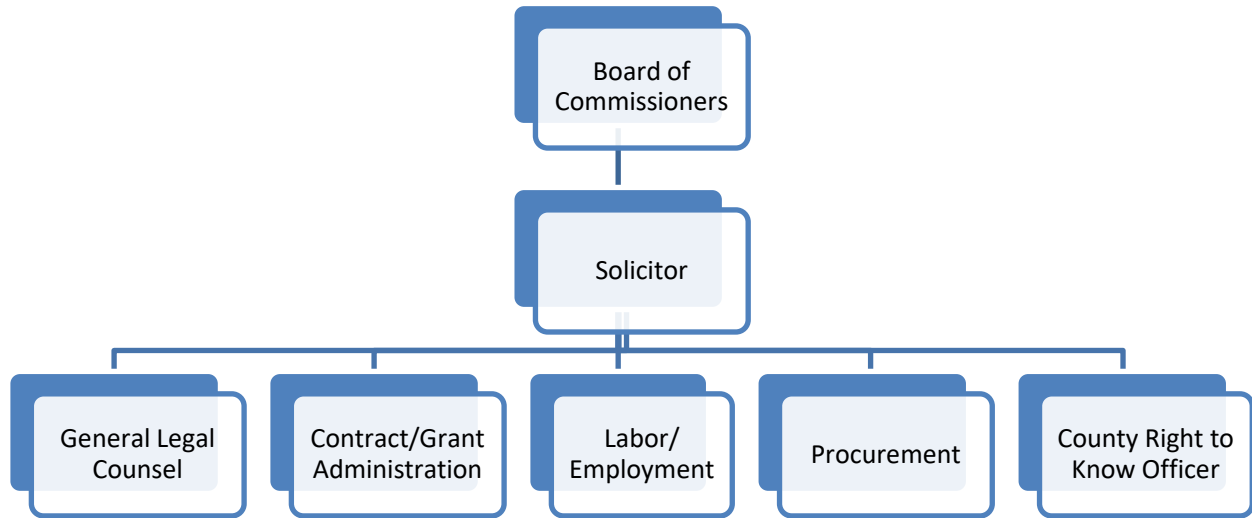 Board of
Commissioners
Solicitor
General Legal
Counsel
Contract/Grant
Administration
Labor/
Employment
Procurement
County Right to
Know Officer